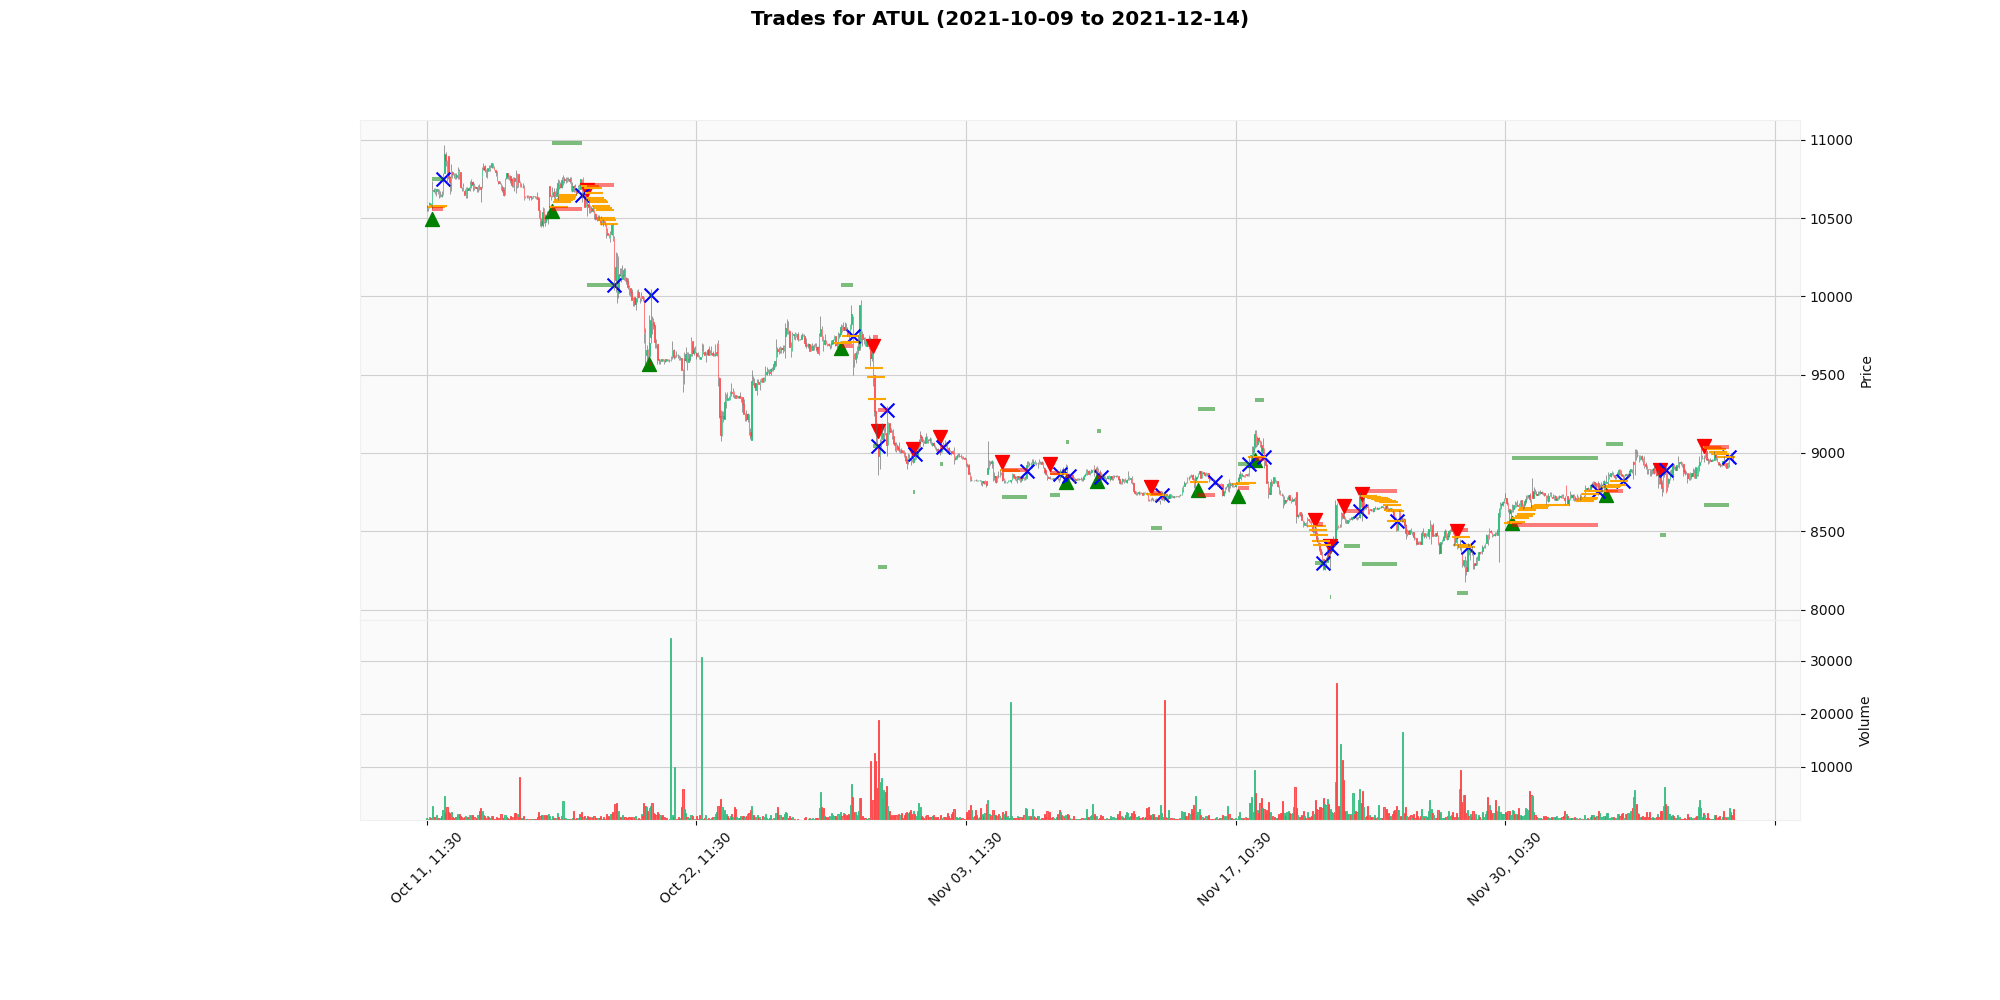 Trades for ATUL (2021-10-09 to 2021-12-14)
11000
10500
10000
9500
9000
8500
8000
Price
30000
20000
10000
Volume
Oct 11, 11:30
Oct 22, 11:30
Nov 03, 11:30
Nov 17, 10:30
Nov 30, 10:30